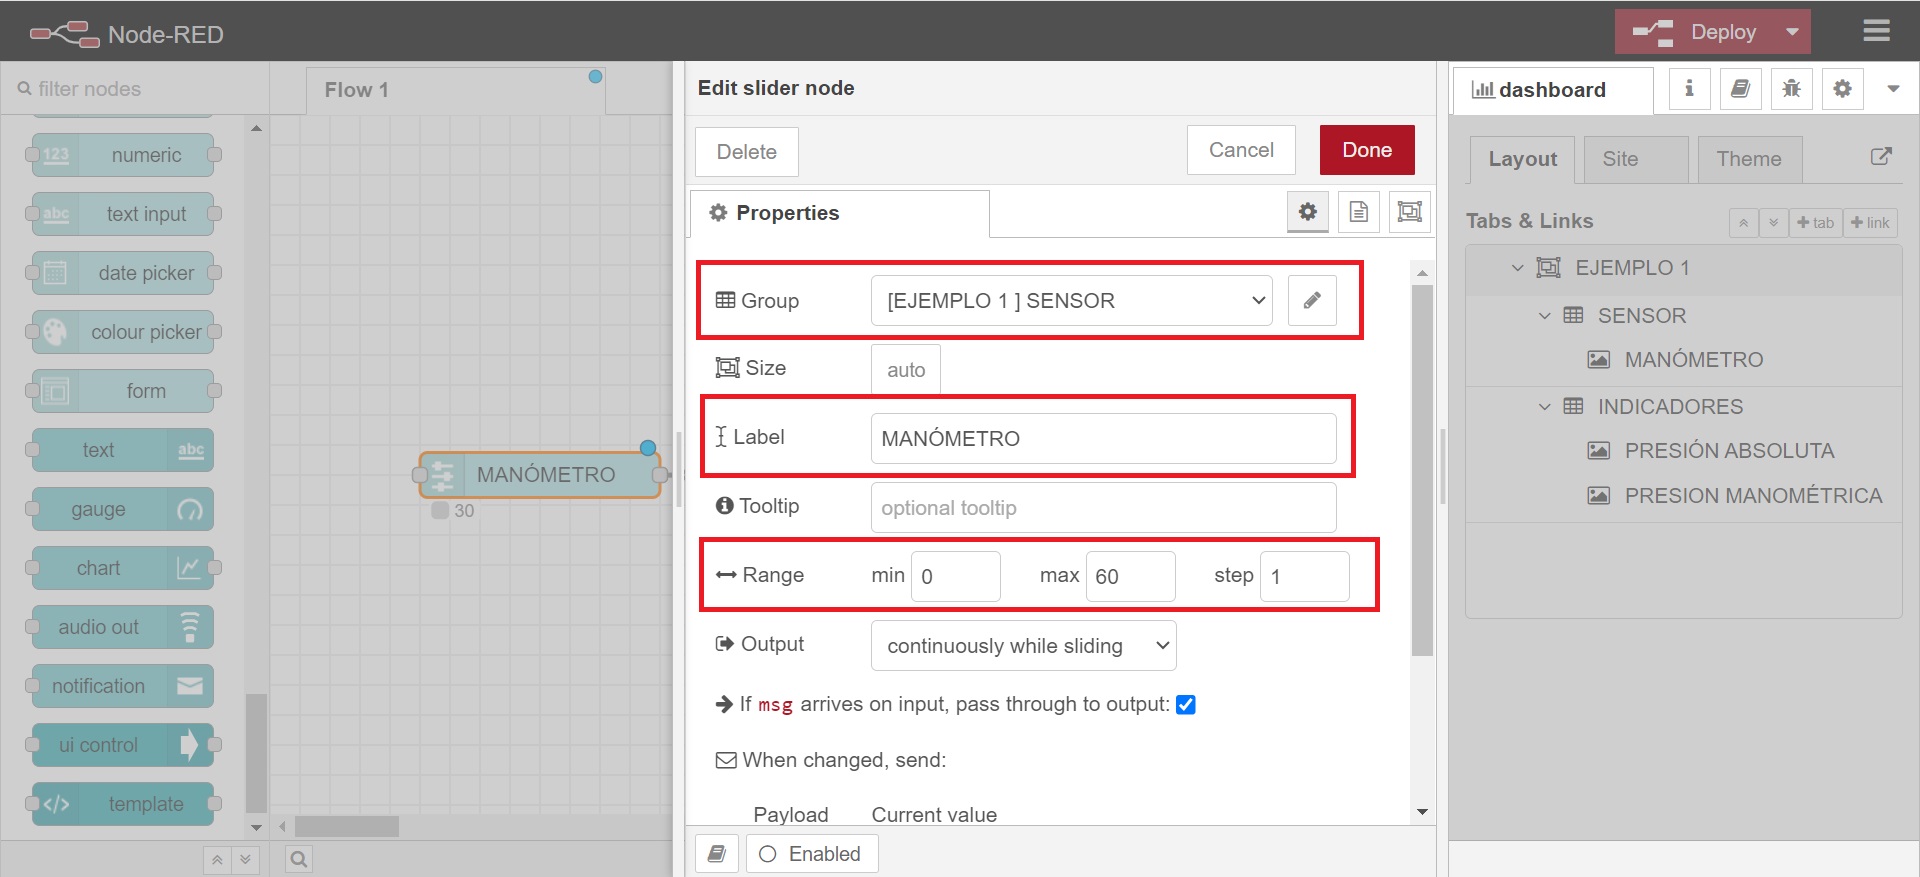 Node-RED
Deploy
filter nodes
Flow 1
Edit slider node
dashboard
Delete
Cancel
Done
Properties
Layout
Site
Theme
Tabs & Links
tab
link
123
numeric
abc
text input
date picker
colour picker
form
text
abc
gauge
chart
audio out
notification
ui control
</> template
MANÓMETRO
30
Group
[EJEMPLO 1 ] SENSOR
Size
auto
Label
MANÓMETRO
Tooltip
optional tooltip
Range min 0 max 60 step 1
Output
continuously while sliding
If msg arrives on input, pass through to output:
When changed, send:
Payload Current value
Enabled
EJEMPLO 1
SENSOR
MANÓMETRO
INDICADORES
PRESIÓN ABSOLUTA
PRESION MANOMÉTRICA